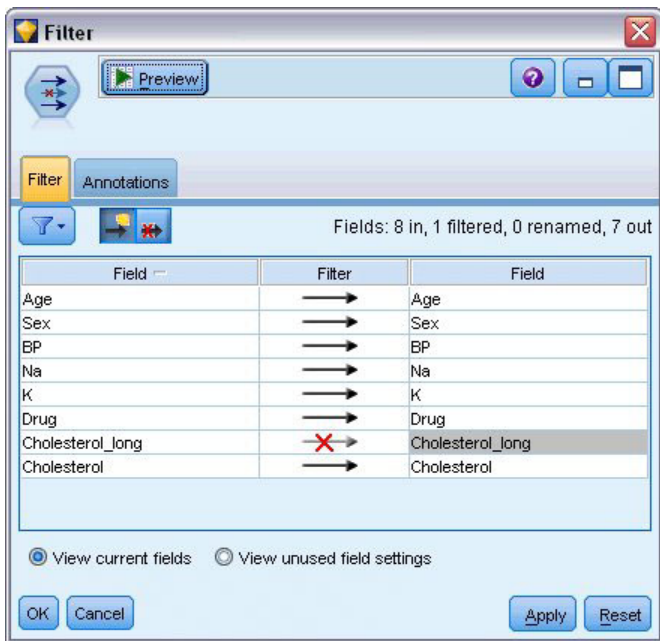 Filter
Preview
?
Filter Annotations
Fields: 8 in, 1 filtered, 0 renamed, 7 out
Field Filter Field
Age Age
Sex Sex
BP BP
Na Na
K K
Drug Drug
Cholesterol_long Cholesterol_long
Cholesterol Cholesterol
View current fields View unused field settings
OK Cancel Apply Reset